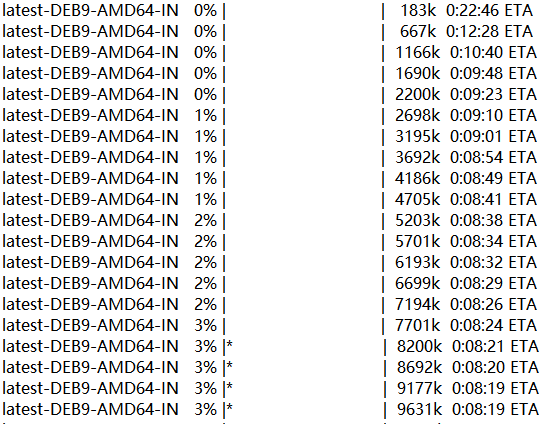 latest-DEB9-AMD64-IN 0% | | 183k 0:22:46 ETA
latest-DEB9-AMD64-IN 0% | | 667k 0:12:28 ETA
latest-DEB9-AMD64-IN 0% | | 1166k 0:10:40 ETA
latest-DEB9-AMD64-IN 0% | | 1690k 0:09:48 ETA
latest-DEB9-AMD64-IN 0% | | 2200k 0:09:23 ETA
latest-DEB9-AMD64-IN 1% | | 2698k 0:09:10 ETA
latest-DEB9-AMD64-IN 1% | | 3195k 0:09:01 ETA
latest-DEB9-AMD64-IN 1% | | 3692k 0:08:54 ETA
latest-DEB9-AMD64-IN 1% | | 4186k 0:08:49 ETA
latest-DEB9-AMD64-IN 1% | | 4705k 0:08:41 ETA
latest-DEB9-AMD64-IN 2% | | 5203k 0:08:38 ETA
latest-DEB9-AMD64-IN 2% | | 5701k 0:08:34 ETA
latest-DEB9-AMD64-IN 2% | | 6193k 0:08:32 ETA
latest-DEB9-AMD64-IN 2% | | 6699k 0:08:29 ETA
latest-DEB9-AMD64-IN 2% | | 7194k 0:08:26 ETA
latest-DEB9-AMD64-IN 3% | | 7701k 0:08:24 ETA
latest-DEB9-AMD64-IN 3% |* | 8200k 0:08:21 ETA
latest-DEB9-AMD64-IN 3% |* | 8692k 0:08:20 ETA
latest-DEB9-AMD64-IN 3% |* | 9177k 0:08:19 ETA
latest-DEB9-AMD64-IN 3% |* | 9631k 0:08:19 ETA